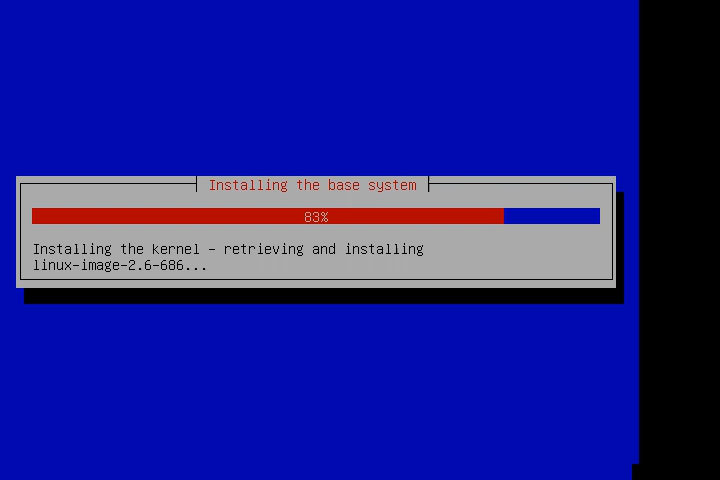 Installing the base system
83%
Installing the kernel - retrieving and installing
linux-image-2.6-686...